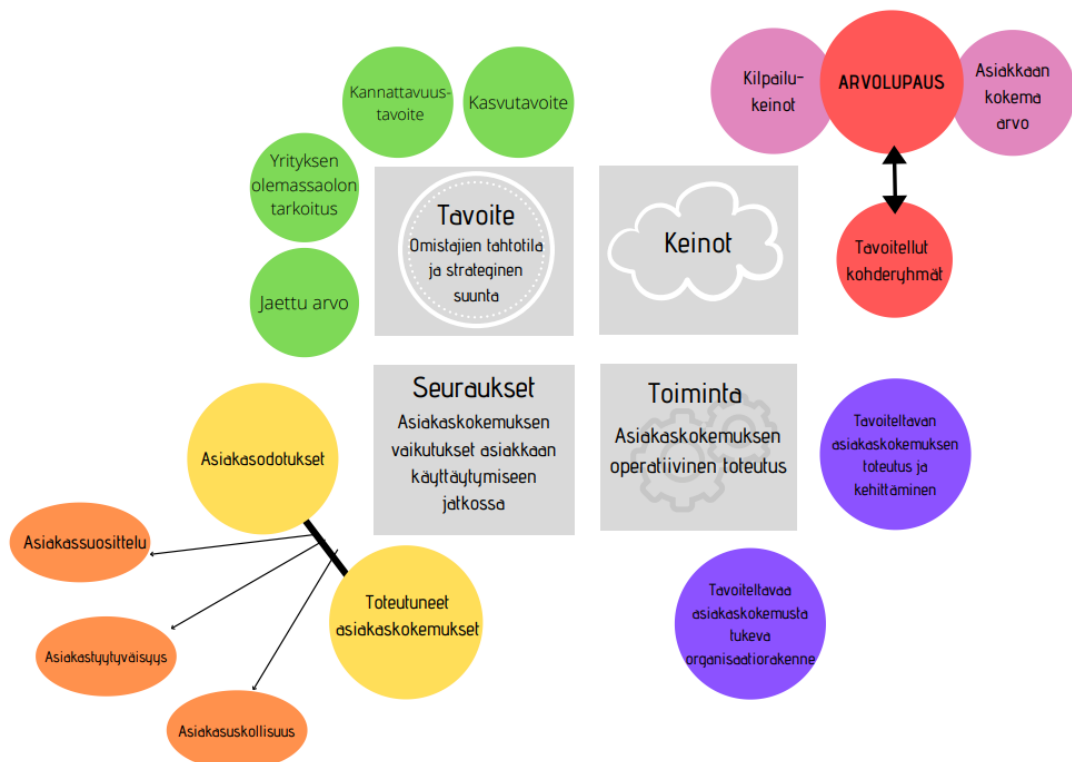 Kannattavuus-
tavoite
Kasvutavoite
Yrityksen
olemassaolon
tarkoitus
Jaettu arvo
Tavoite
Omistajien tahtotila
ja strateginen
suunta
Keinot
Kilpailu-
keinot
ARVOLUPAUS
Asiakkaan
kokema
arvo
Tavoitellut
kohderyhmät
Seuraukset
Asiakaskokemuksen
vaikutukset asiakkaan
käyttäytymiseen
jatkossa
Toiminta
Asiakaskokemuksen
operatiivinen toteutus
Tavoiteltavan
asiakaskokemuksen
toteutus ja
kehittäminen
Tavoiteltavaa
asiakaskokemusta
tukeva
organisaatiorakenne
Asiakasodotukset
Toteutuneet
asiakaskokemukset
Asiakassuosittelu
Asiakastyytyväisyys
Asiakasuskollisuus